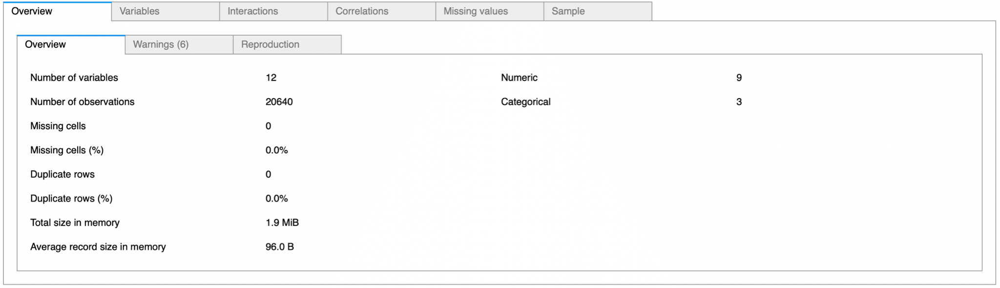 Overview Variables Interactions Correlations Missing values Sample
Overview Warnings (6) Reproduction
Number of variables 12 Numeric 9
Number of observations 20640 Categorical 3
Missing cells 0
Missing cells (%) 0.0%
Duplicate rows 0
Duplicate rows (%) 0.0%
Total size in memory 1.9 MiB
Average record size in memory 96.0 B